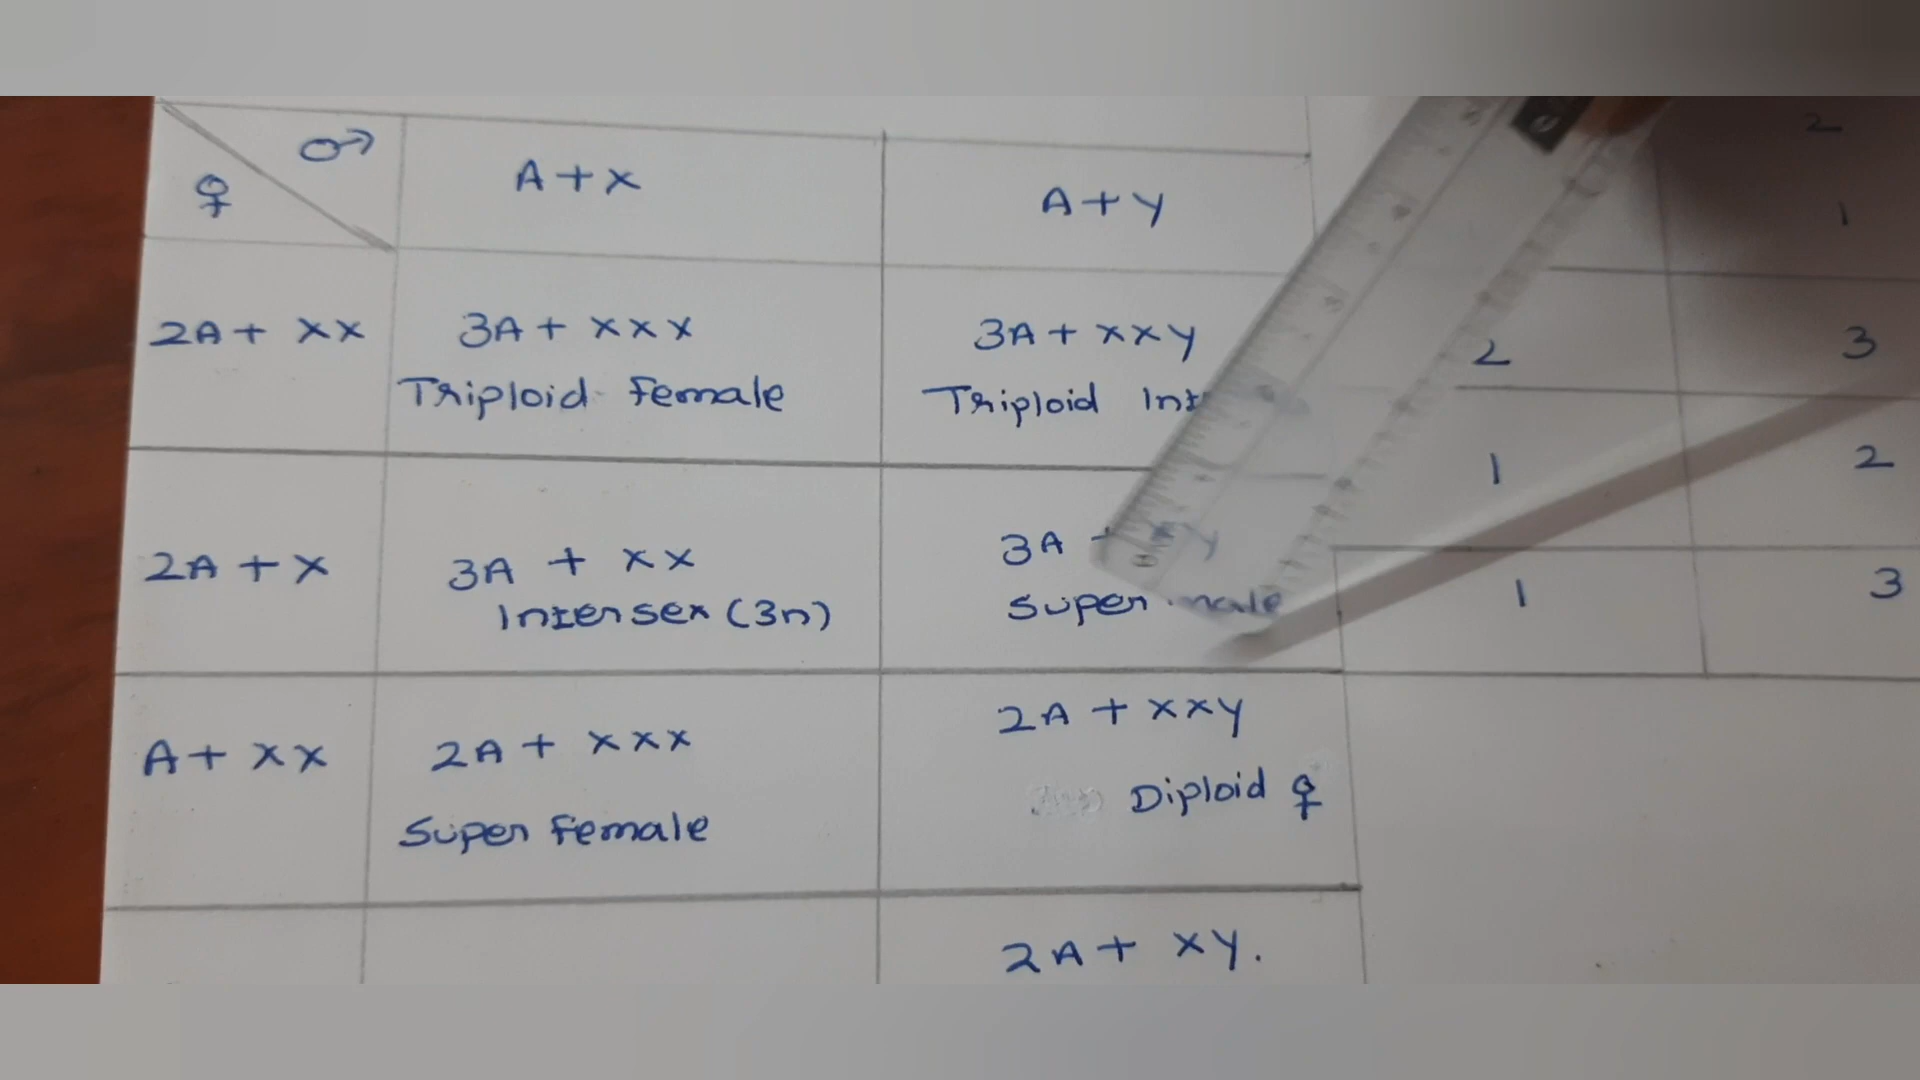 ♂ A+X A+Y
♀
2A+ XX 3A+ XXX 3A+ XXY 2 3
Triploid Female Triploid
2A+X 3A + XX 3A + Y 1 2
Intersex (3n) Super male 1 3
A+ XX 2A + XXX 2A + XXY
Super Female Diploid ♀
2A+ XY.
2
1